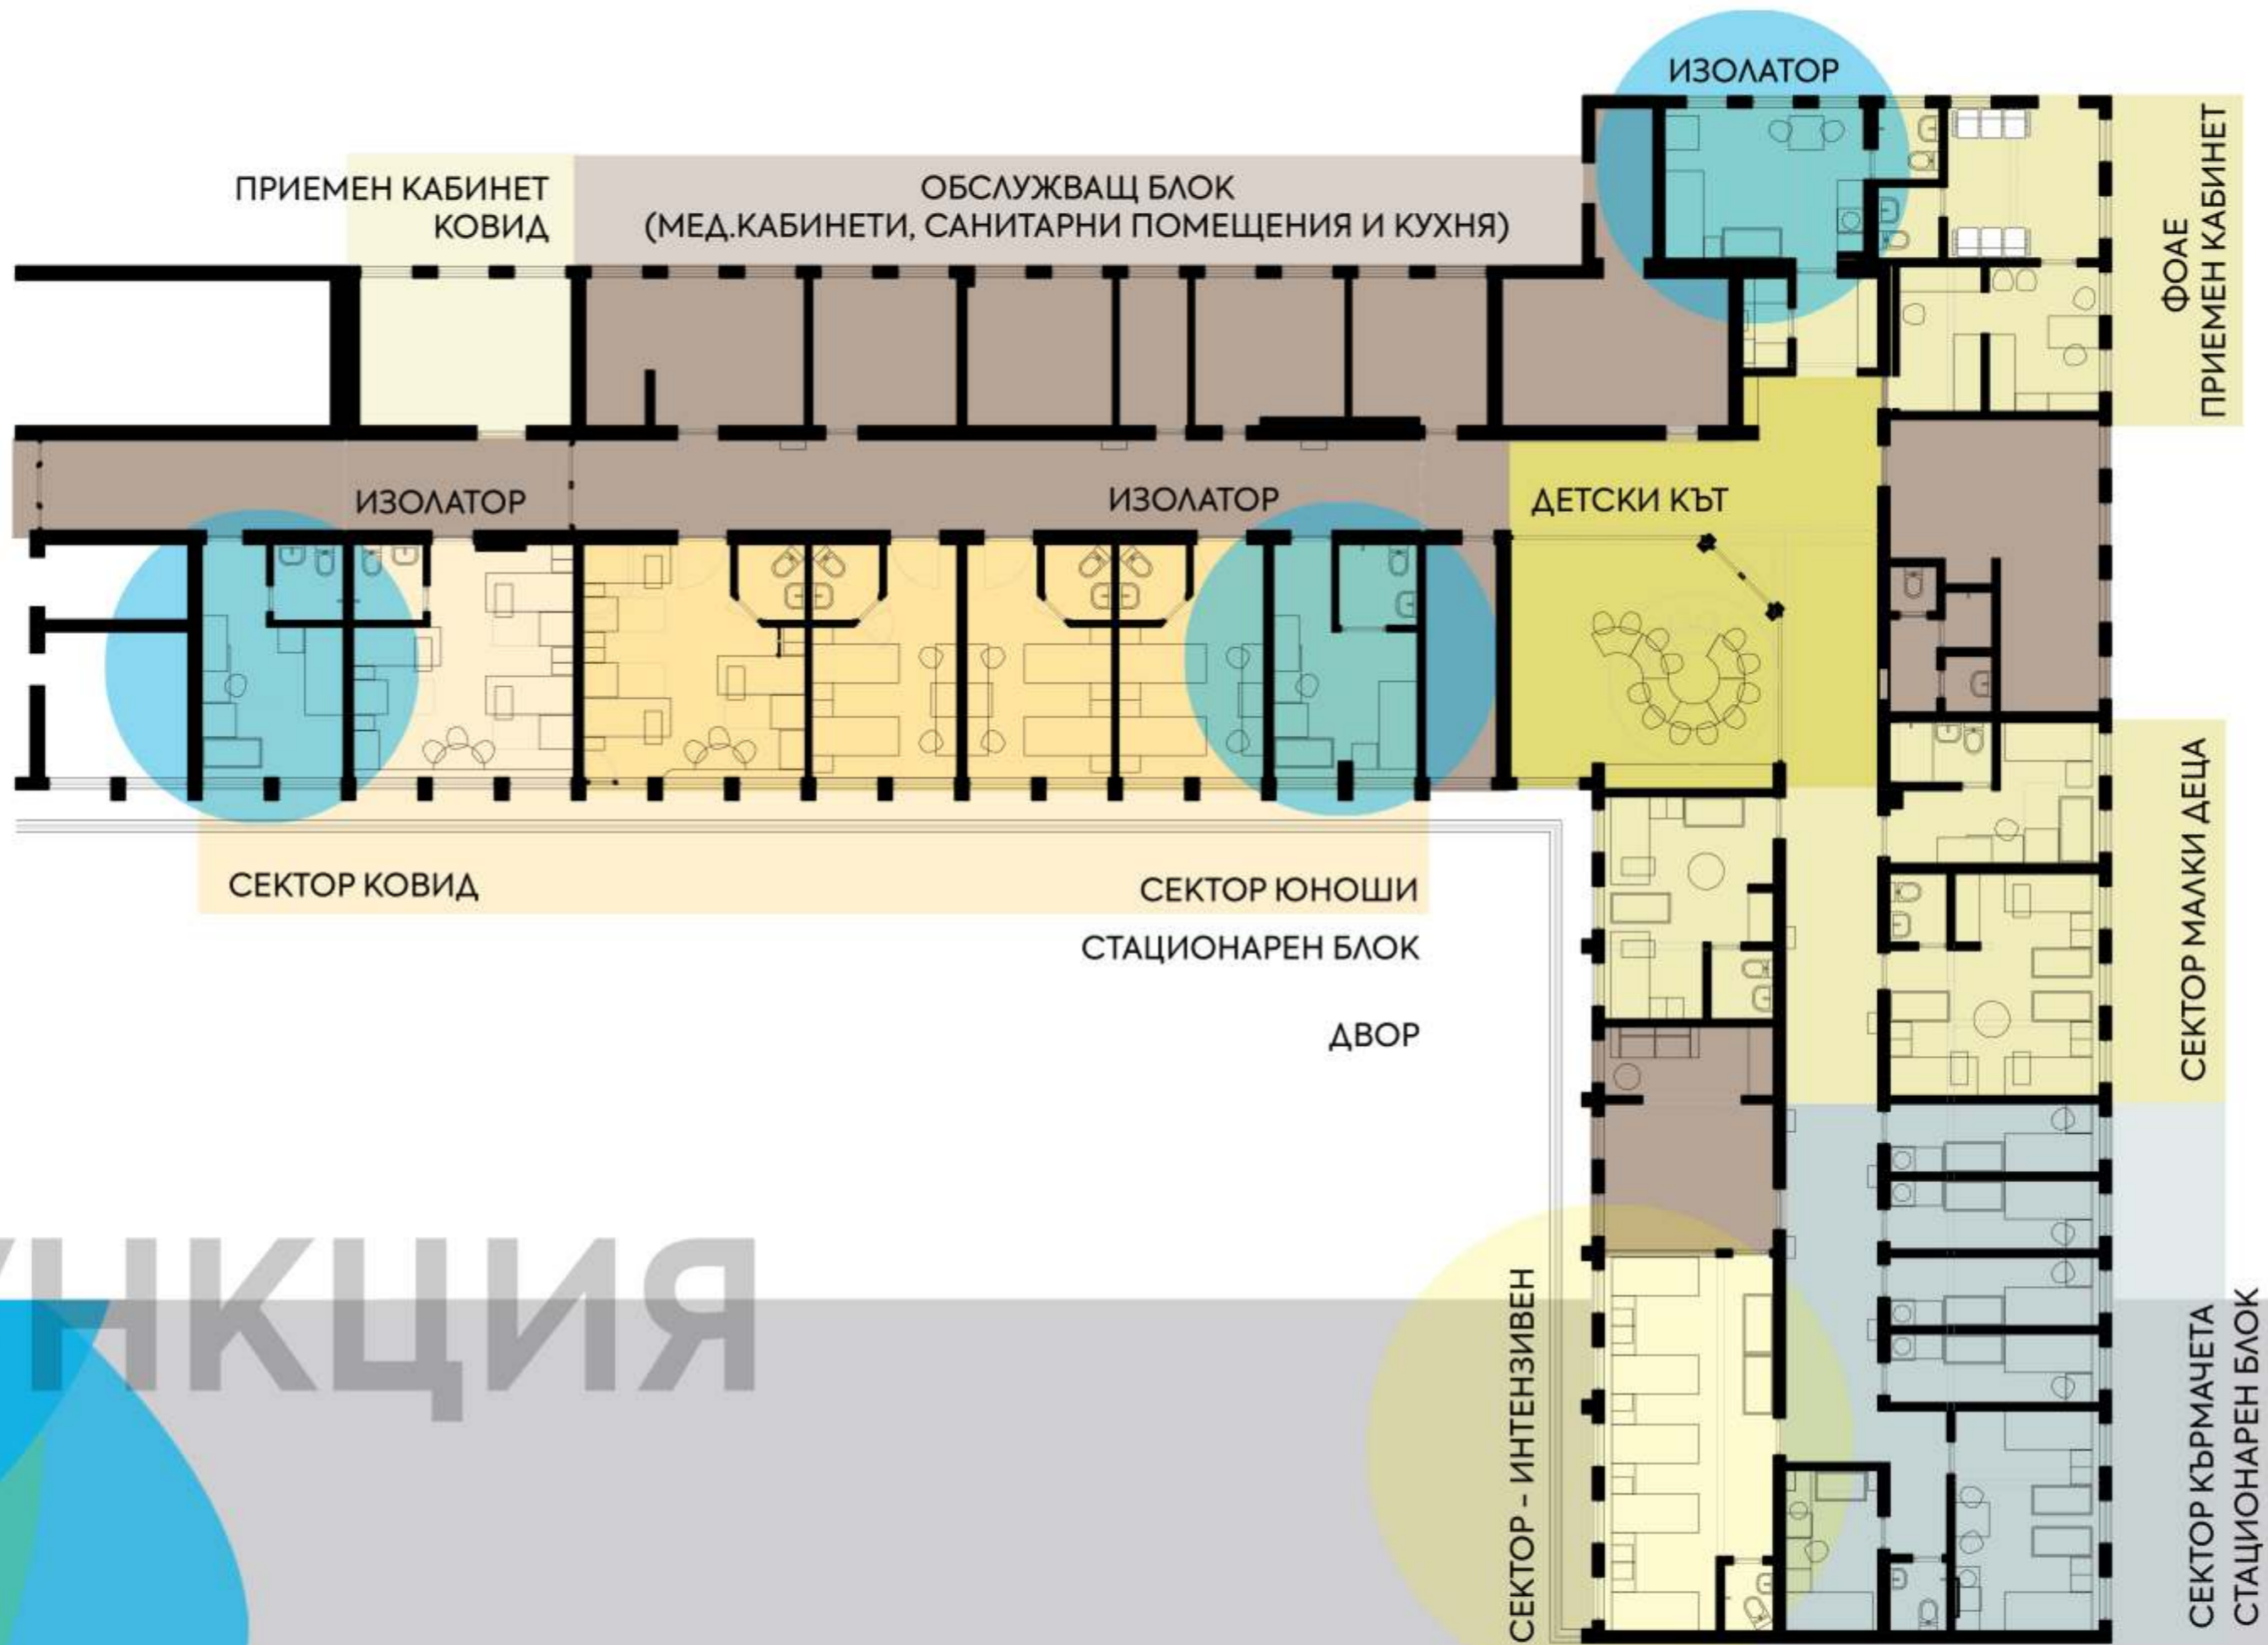 ИЗОЛАТОР
ПРИЕМЕН КАБИНЕТ
КОВИД
ОБСЛУЖВАЩ БЛОК
(МЕД.КАБИНЕТИ, САНИТАРНИ ПОМЕЩЕНИЯ И КУХНЯ)
ФОАЕ
ПРИЕМЕН КАБИНЕТ
ИЗОЛАТОР
ИЗОЛАТОР
ДЕТСКИ КЪТ
СЕКТОР КОВИД
СЕКТОР ЮНОШИ
СТАЦИОНАРЕН БЛОК
ДВОР
СЕКТОР МАЛКИ ДЕЦА
СЕКТОР - ИНТЕНЗИВЕН
СЕКТОР КЪРМАЧЕТА
СТАЦИОНАРЕН БЛОК
НКЦИЯ